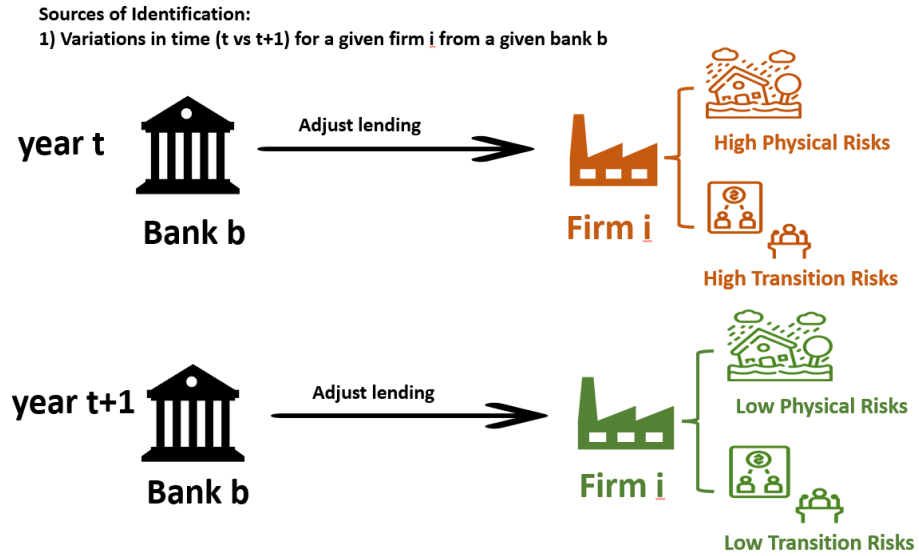 Sources of Identification:
1) Variations in time (t vs t+1) for a given firm i from a given bank b
year t
Adjust lending
Bank b
Firm i
High Physical Risks
High Transition Risks
year t+1
Adjust lending
Bank b
Firm i
Low Physical Risks
Low Transition Risks